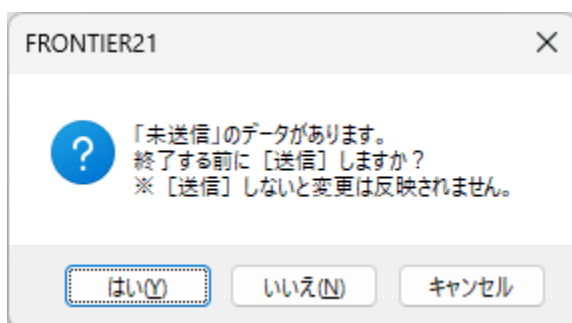 FRONTIER21
「未送信」のデータがあります。
終了する前に［送信］しますか？
※［送信］しないと変更は反映されません。
はい(Y)
いいえ(N)
キャンセル